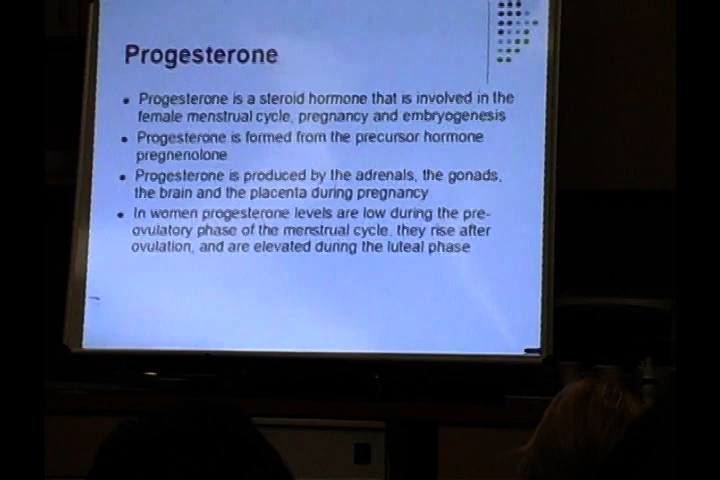 Progesterone
Progesterone is a steroid hormone that is involved in the
female menstrual cycle, pregnancy and embryogenesis
Progesterone is formed from the precursor hormone
pregnenolone
Progesterone is produced by the adrenals, the gonads,
the brain and the placenta during pregnancy
In women progesterone levels are low during the pre-
ovulatory phase of the menstrual cycle, they rise after
ovulation, and are elevated during the luteal phase